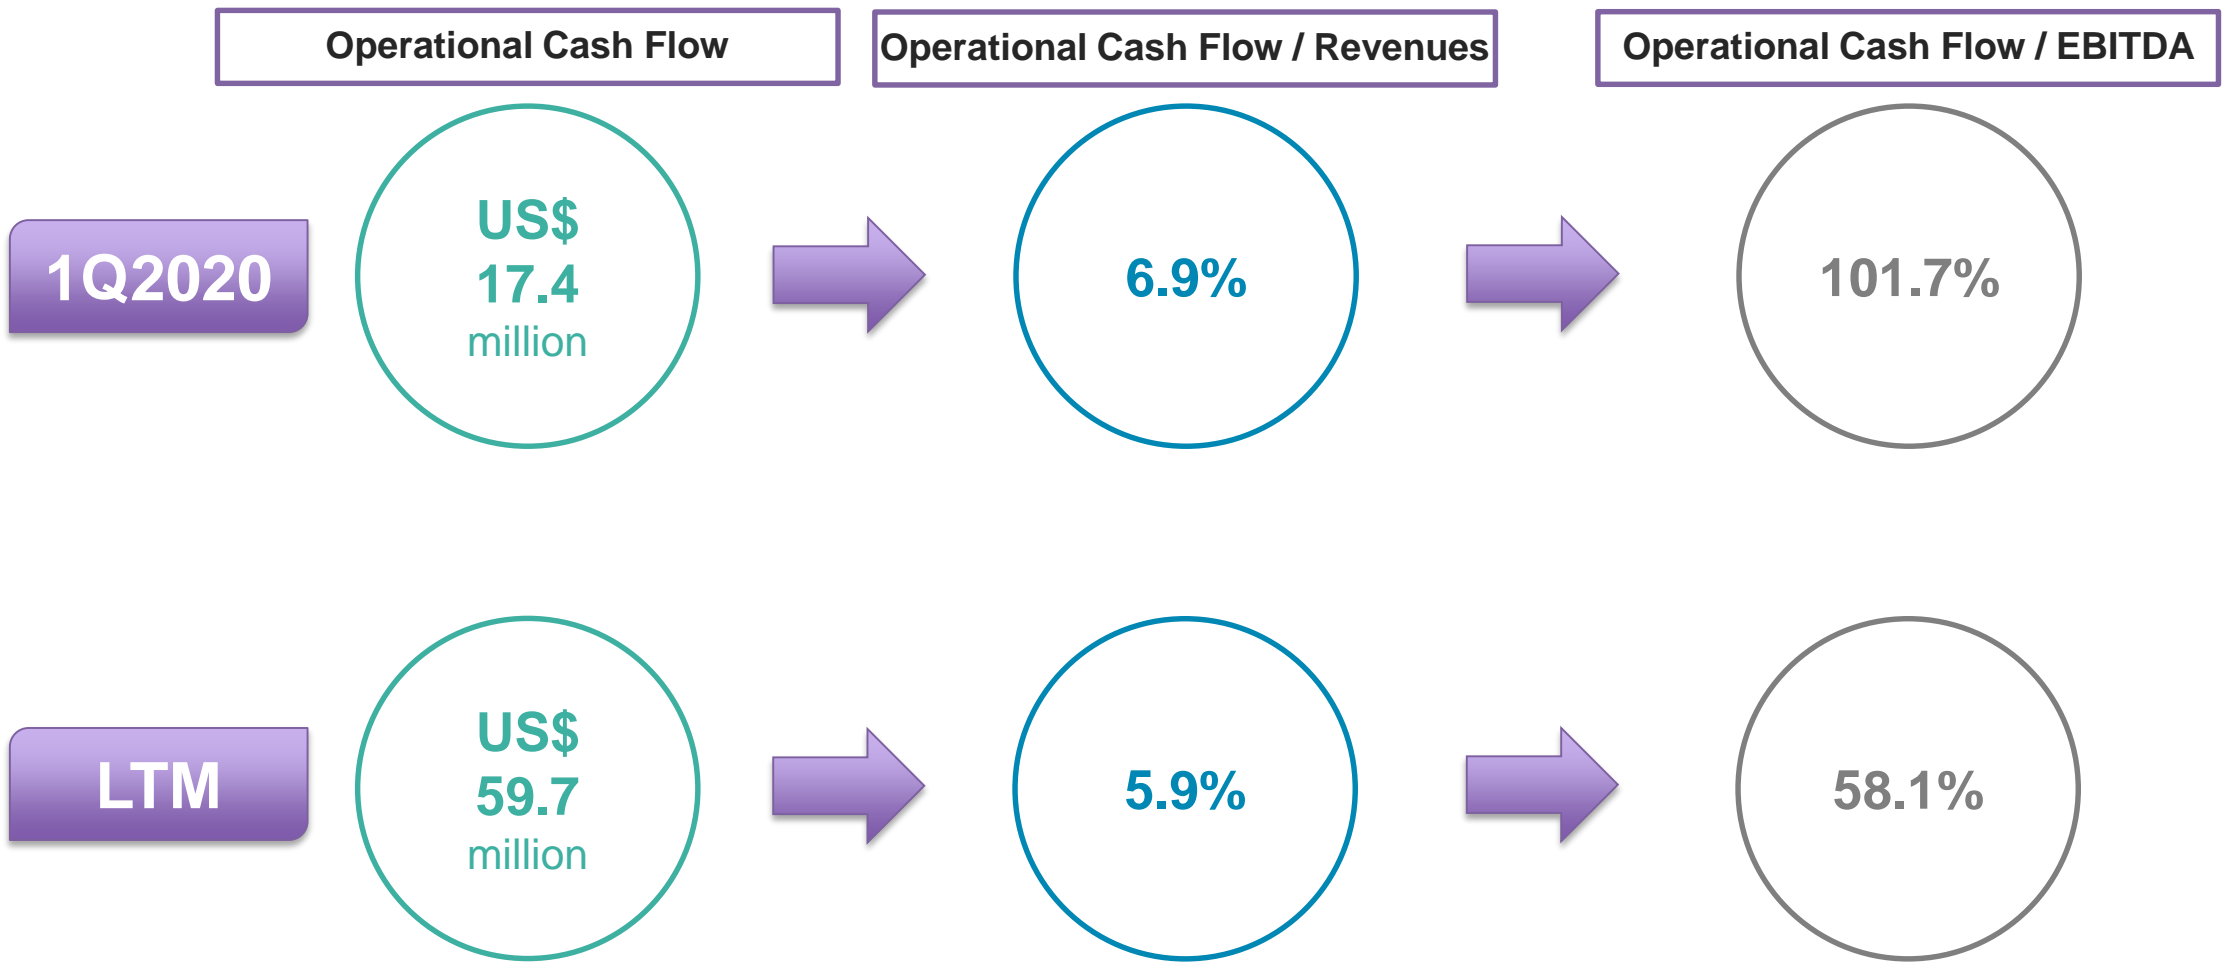 Operational Cash Flow
Operational Cash Flow / Revenues
Operational Cash Flow / EBITDA
1Q2020
US$
17.4
million
6.9%
101.7%
LTM
US$
59.7
million
5.9%
58.1%